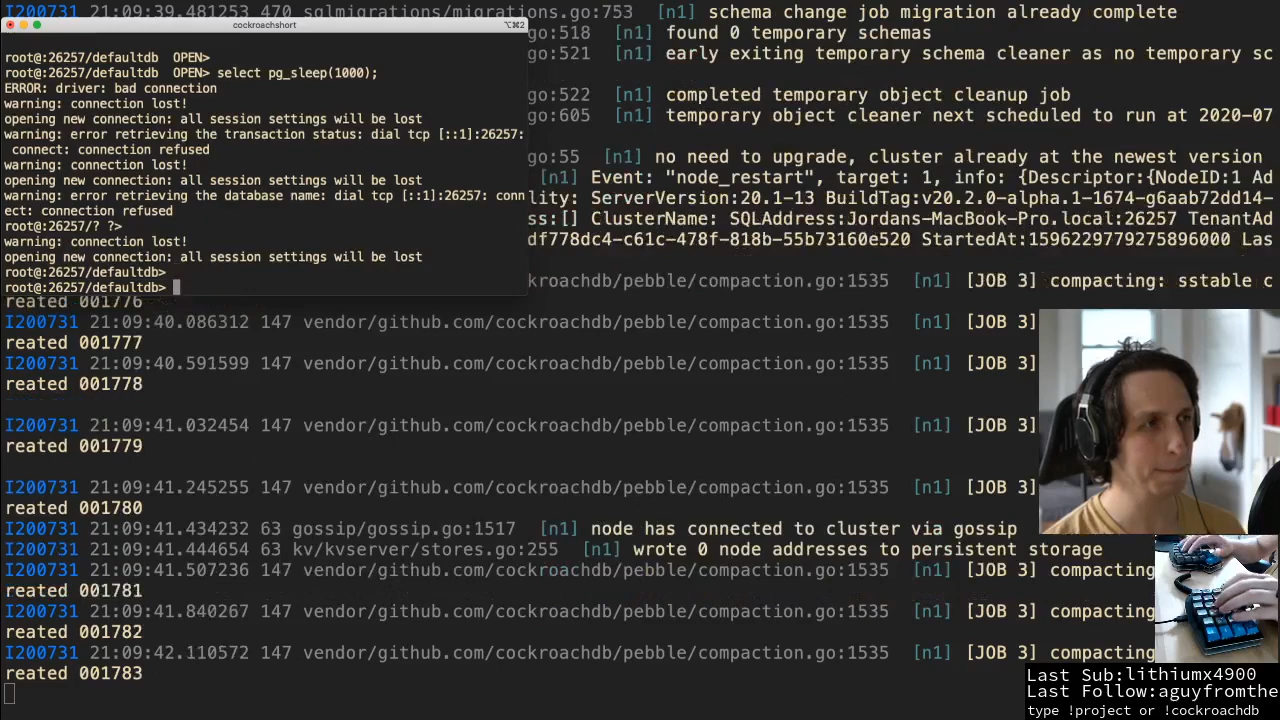 I200731 21:09:39.481253 470 sqlmigrations/migrations.go:753 [n1] schema change job migration already complete
cockroachshort
⌥⌘2
go:518 [n1] found 0 temporary schemas
go:521 [n1] early exiting temporary schema cleaner as no temporary sc
go:522 [n1] completed temporary object cleanup job
go:605 [n1] temporary object cleaner next scheduled to run at 2020-07
go:55 [n1] no need to upgrade, cluster already at the newest version
[n1] Event: "node_restart", target: 1, info: {Descriptor:{NodeID:1 Ad
lity: ServerVersion:20.1-13 BuildTag:v20.2.0-alpha.1-1674-g6aab72dd14-
ss:[] ClusterName: SQLAddress:Jordans-MacBook-Pro.local:26257 TenantAd
df778dc4-c61c-478f-818b-55b73160e520 StartedAt:1596229779275896000 Las
root@:26257/defaultdb OPEN>
root@:26257/defaultdb OPEN> select pg_sleep(1000);
ERROR: driver: bad connection
warning: connection lost!
opening new connection: all session settings will be lost
warning: error retrieving the transaction status: dial tcp [::1]:26257:
connect: connection refused
warning: connection lost!
opening new connection: all session settings will be lost
warning: error retrieving the database name: dial tcp [::1]:26257: conn
ect: connection refused
root@:26257/? ?>
warning: connection lost!
opening new connection: all session settings will be lost
root@:26257/defaultdb>
root@:26257/defaultdb>
kroachdb/pebble/compaction.go:1535 [n1] [JOB 3] compacting: sstable c
reated 001776
I200731 21:09:40.086312 147 vendor/github.com/cockroachdb/pebble/compaction.go:1535 [n1] [JOB 3]
reated 001777
I200731 21:09:40.591599 147 vendor/github.com/cockroachdb/pebble/compaction.go:1535 [n1] [JOB 3]
reated 001778
I200731 21:09:41.032454 147 vendor/github.com/cockroachdb/pebble/compaction.go:1535 [n1] [JOB 3]
reated 001779
I200731 21:09:41.245255 147 vendor/github.com/cockroachdb/pebble/compaction.go:1535 [n1] [JOB 3]
reated 001780
I200731 21:09:41.434232 63 gossip/gossip.go:1517 [n1] node has connected to cluster via gossip
I200731 21:09:41.444654 63 kv/kvserver/stores.go:255 [n1] wrote 0 node addresses to persistent storage
I200731 21:09:41.507236 147 vendor/github.com/cockroachdb/pebble/compaction.go:1535 [n1] [JOB 3] compacting
reated 001781
I200731 21:09:41.840267 147 vendor/github.com/cockroachdb/pebble/compaction.go:1535 [n1] [JOB 3] compacting
reated 001782
I200731 21:09:42.110572 147 vendor/github.com/cockroachdb/pebble/compaction.go:1535 [n1] [JOB 3] compacting
reated 001783
Last Sub:lithiumx4900
Last Follow:aguyfromthe
type !project or !cockroachdb